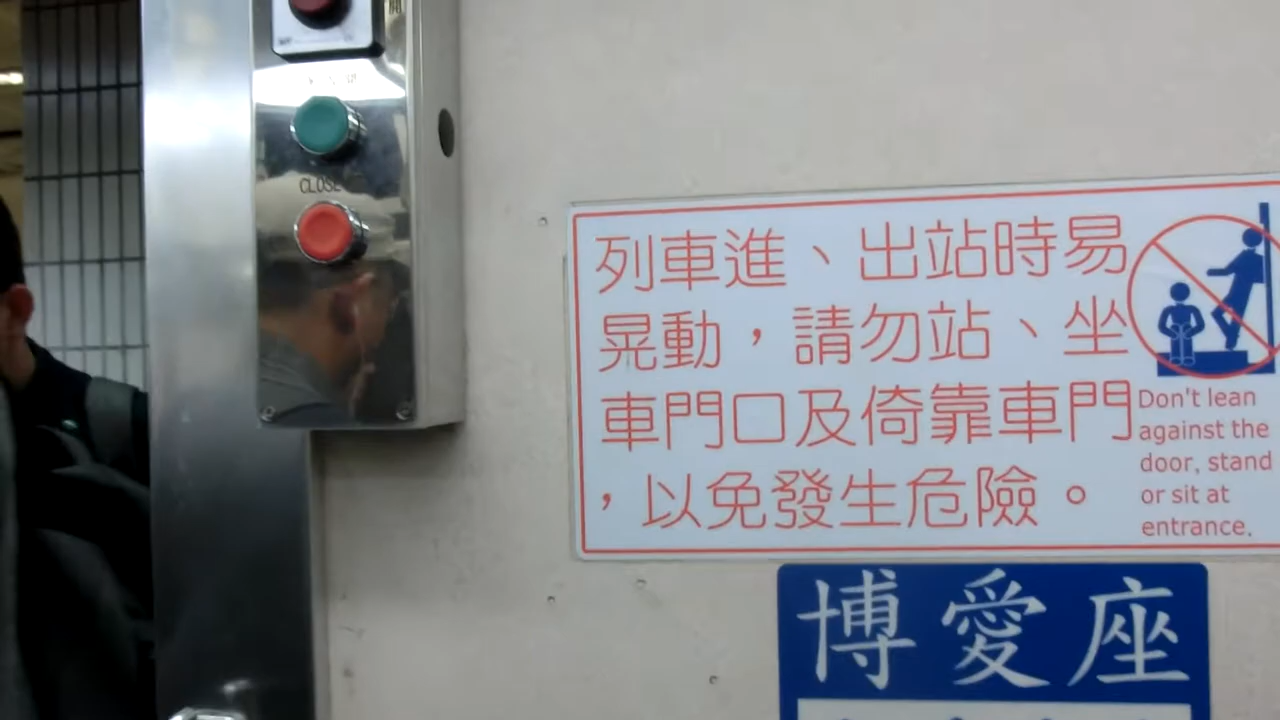 CLOSE
列車進、出站時易
晃動，請勿站、坐
車門口及倚靠車門
，以免發生危險。
Don't lean
against the
door, stand
or sit at
entrance.
博愛座